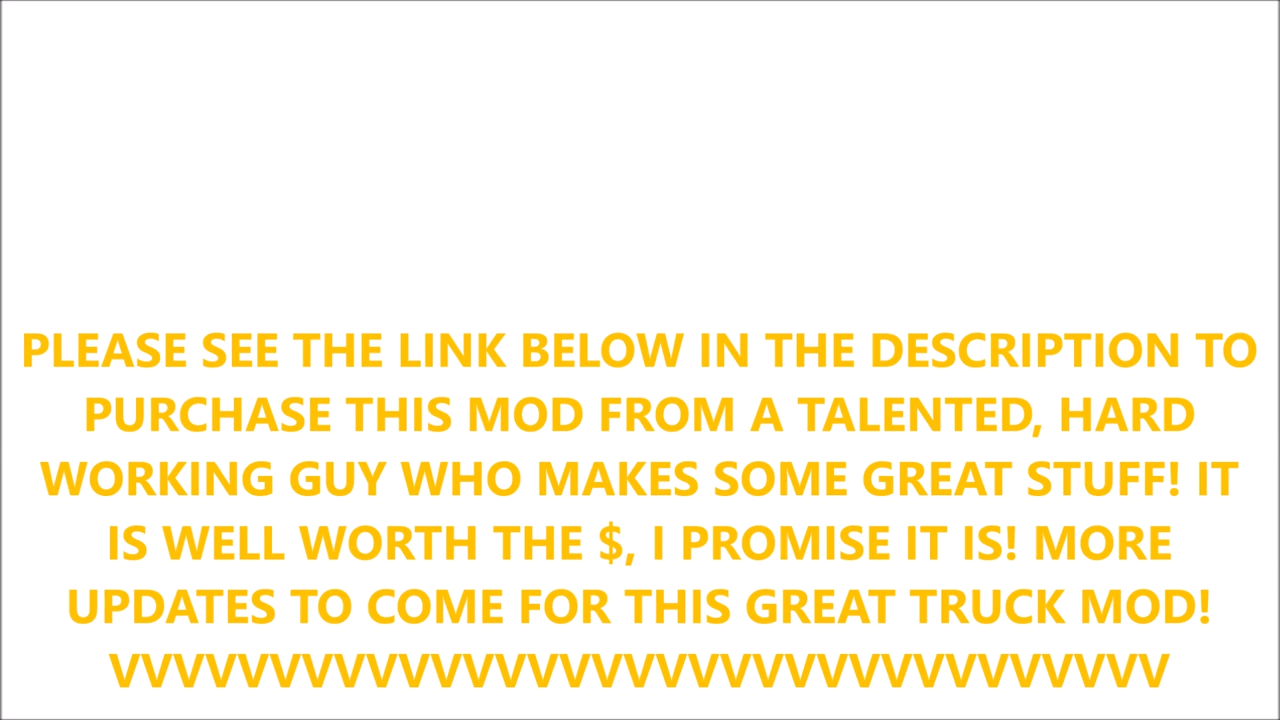 PLEASE SEE THE LINK BELOW IN THE DESCRIPTION TO
PURCHASE THIS MOD FROM A TALENTED, HARD
WORKING GUY WHO MAKES SOME GREAT STUFF! IT
IS WELL WORTH THE $, I PROMISE IT IS! MORE
UPDATES TO COME FOR THIS GREAT TRUCK MOD!
VVVVVVVVVVVVVVVVVVVVVVVVVVVVVVVVV